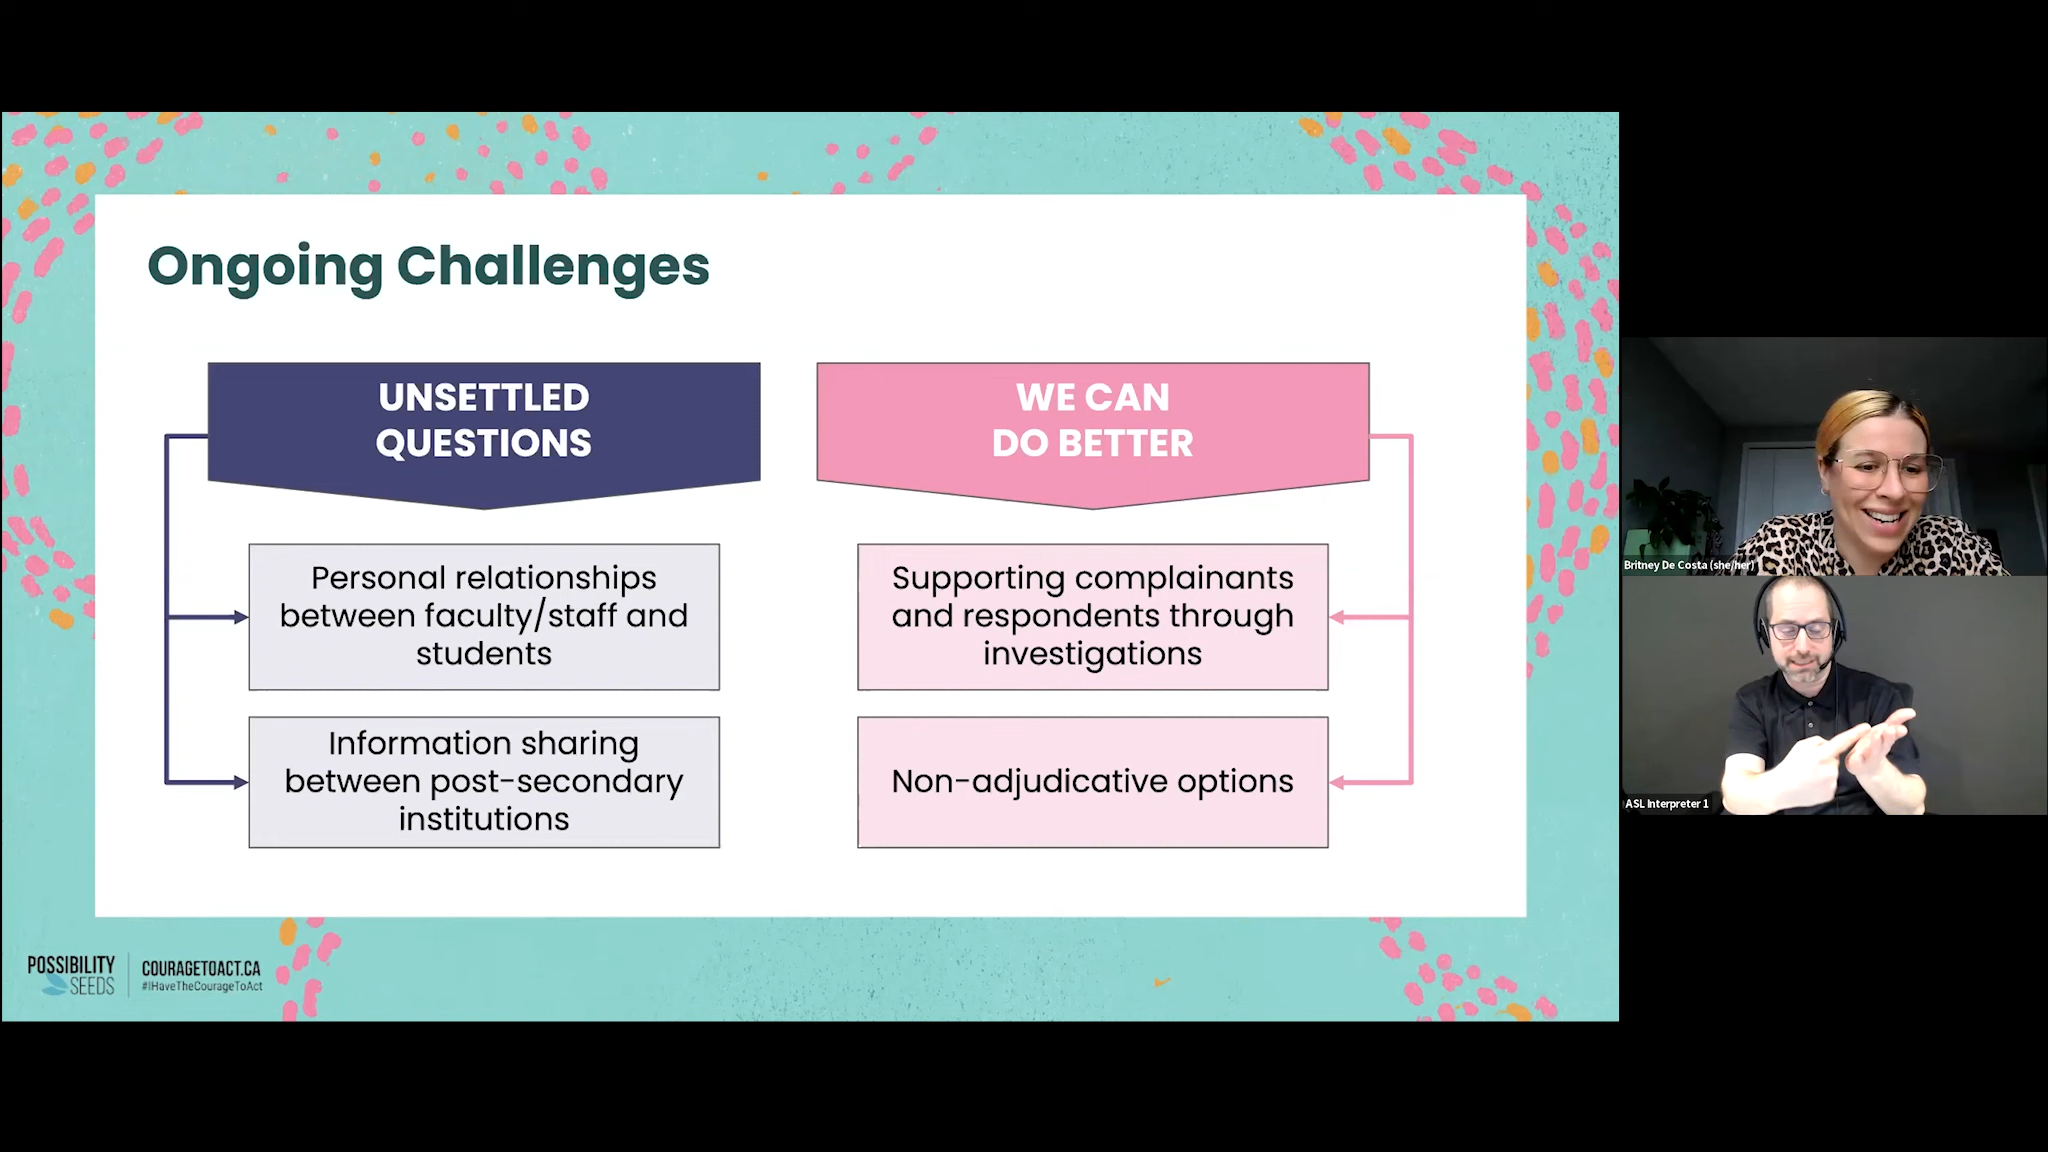 Ongoing Challenges
UNSETTLED
QUESTIONS
Personal relationships
between faculty/staff and
students
Information sharing
between post-secondary
institutions
WE CAN
DO BETTER
Supporting complainants
and respondents through
investigations
Non-adjudicative options
POSSIBILITY
SEEDS
COURAGETOACT.CA
#IHaveTheCourageToAct
Britney De Costa (she/her)
ASL Interpreter 1